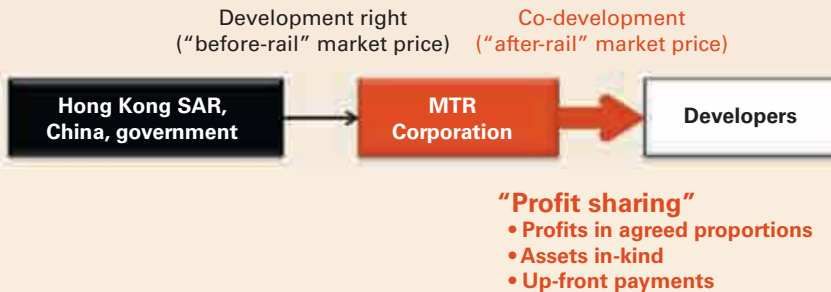 Development right
(“before-rail” market price)
Co-development
(“after-rail” market price)
Hong Kong SAR,
China, government
MTR
Corporation
Developers
“Profit sharing”
• Profits in agreed proportions
• Assets in-kind
• Up-front payments